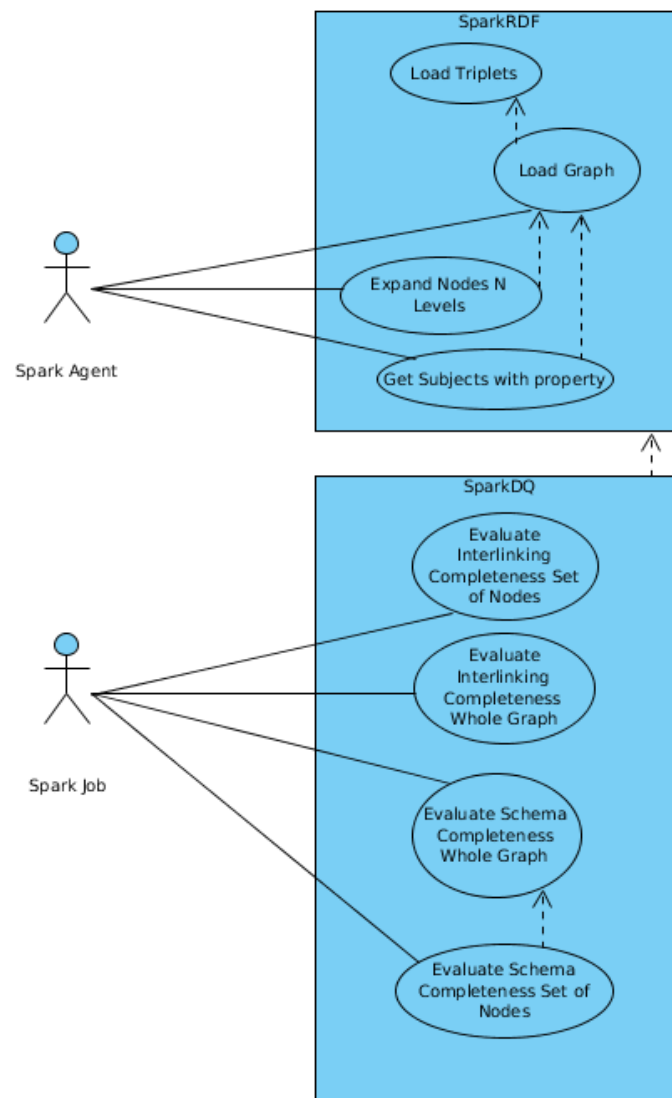 SparkRDF
Load Triplets
Load Graph
Expand Nodes N
Levels
Get Subjects with property
Spark Agent
SparkDQ
Evaluate
Interlinking
Completeness Set
of Nodes
Evaluate
Interlinking
Completeness
Whole Graph
Spark Job
Evaluate Schema
Completeness
Whole Graph
Evaluate Schema
Completeness Set of
Nodes